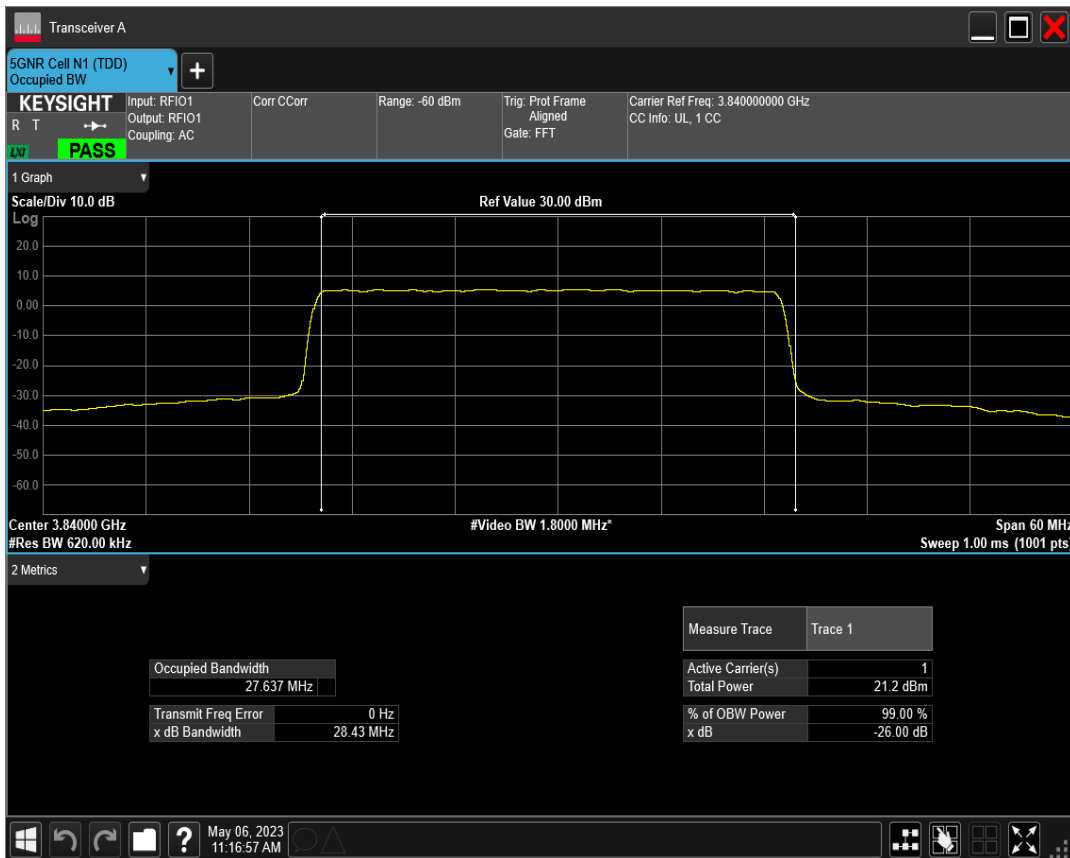 Transceiver A
5GNR Cell N1 (TDD)
Occupied BW
+
KEYSIGHT
R T
LXI
PASS
Input: RFIO1
Output: RFIO1
Coupling: AC
Corr CCorr
Range: -60 dBm
Trig: Prot Frame
Aligned
Gate: FFT
Carrier Ref Freq: 3.840000000 GHz
CC Info: UL, 1 CC
1 Graph
Scale/Div 10.0 dB
Ref Value 30.00 dBm
Log
20.0
10.0
0.00
-10.0
-20.0
-30.0
-40.0
-50.0
-60.0
Center 3.84000 GHz
#Video BW 1.8000 MHz*
Span 60 MHz
#Res BW 620.00 kHz
Sweep 1.00 ms (1001 pts)
2 Metrics
Measure Trace Trace 1
Occupied Bandwidth
27.637 MHz
Active Carrier(s) 1
Total Power 21.2 dBm
Transmit Freq Error 0 Hz
x dB Bandwidth 28.43 MHz
% of OBW Power 99.00 %
x dB -26.00 dB
?
May 06, 2023
11:16:57 AM